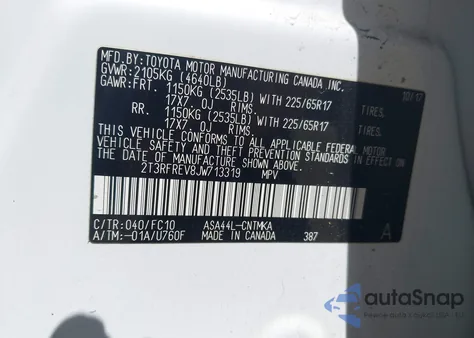 MFD.BY: TOYOTA MOTOR MANUFACTURING CANADA, INC.
GVWR: 2105KG (4640LB) 10/17
GAWR: FRT. 1150KG (2535LB) WITH 225/65R17 TIRES.
17X7 0J RIMS
RR. 1150KG (2535LB) WITH 225/65R17 TIRES.
17X7 0J RIMS
THIS VEHICLE CONFORMS TO ALL APPLICABLE FEDERAL MOTOR
VEHICLE SAFETY AND THEFT PREVENTION STANDARDS IN EFFECT ON
THE DATE OF MANUFACTURE SHOWN ABOVE.
2T3RFREV8JW713319 MPV
C/TR: 040/FC10 ASA44L-CNTMKA A
A/TM: -01A/U760F MADE IN CANADA 387
autoSnap